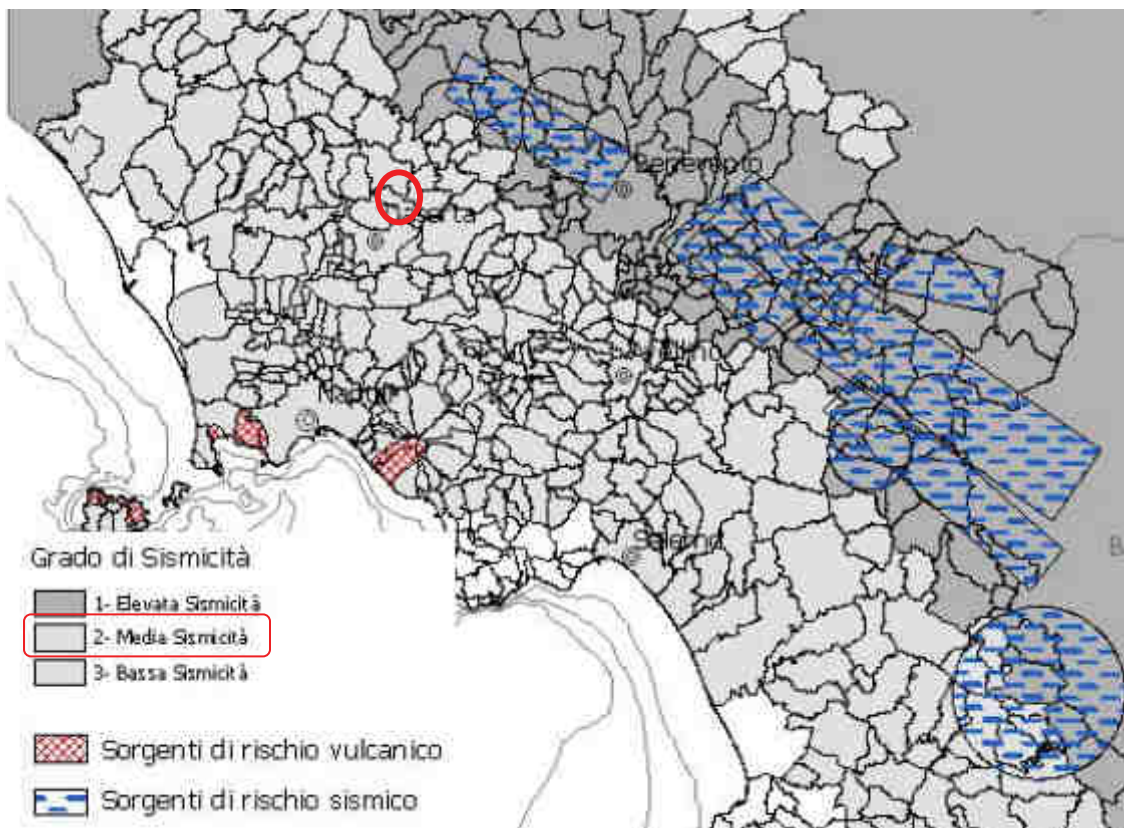 Benevento
Napoli
Salerno
Grado di Sismicità
1- Elevata Sismicità
2- Media Sismicità
3- Bassa Sismicità
Sorgenti di rischio vulcanico
Sorgenti di rischio sismico